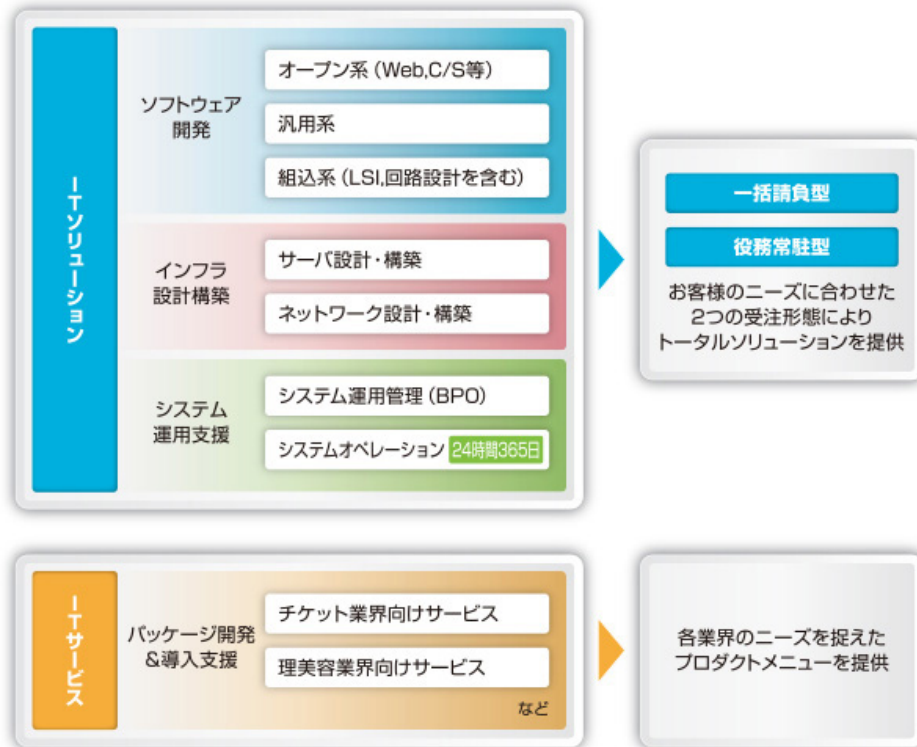 ITソリューション
ソフトウェア
開発
オープン系(Web,C/S等)
汎用系
組込系(LSI,回路設計を含む)
インフラ
設計構築
サーバ設計・構築
ネットワーク設計・構築
システム
運用支援
システム運用管理(BPO)
システムオペレーション 24時間365日
一括請負型
役務常駐型
お客様のニーズに合わせた
2つの受注形態により
トータルソリューションを提供
ITサービス
パッケージ開発
&導入支援
チケット業界向けサービス
理美容業界向けサービス
など
各業界のニーズを捉えた
プロダクトメニューを提供